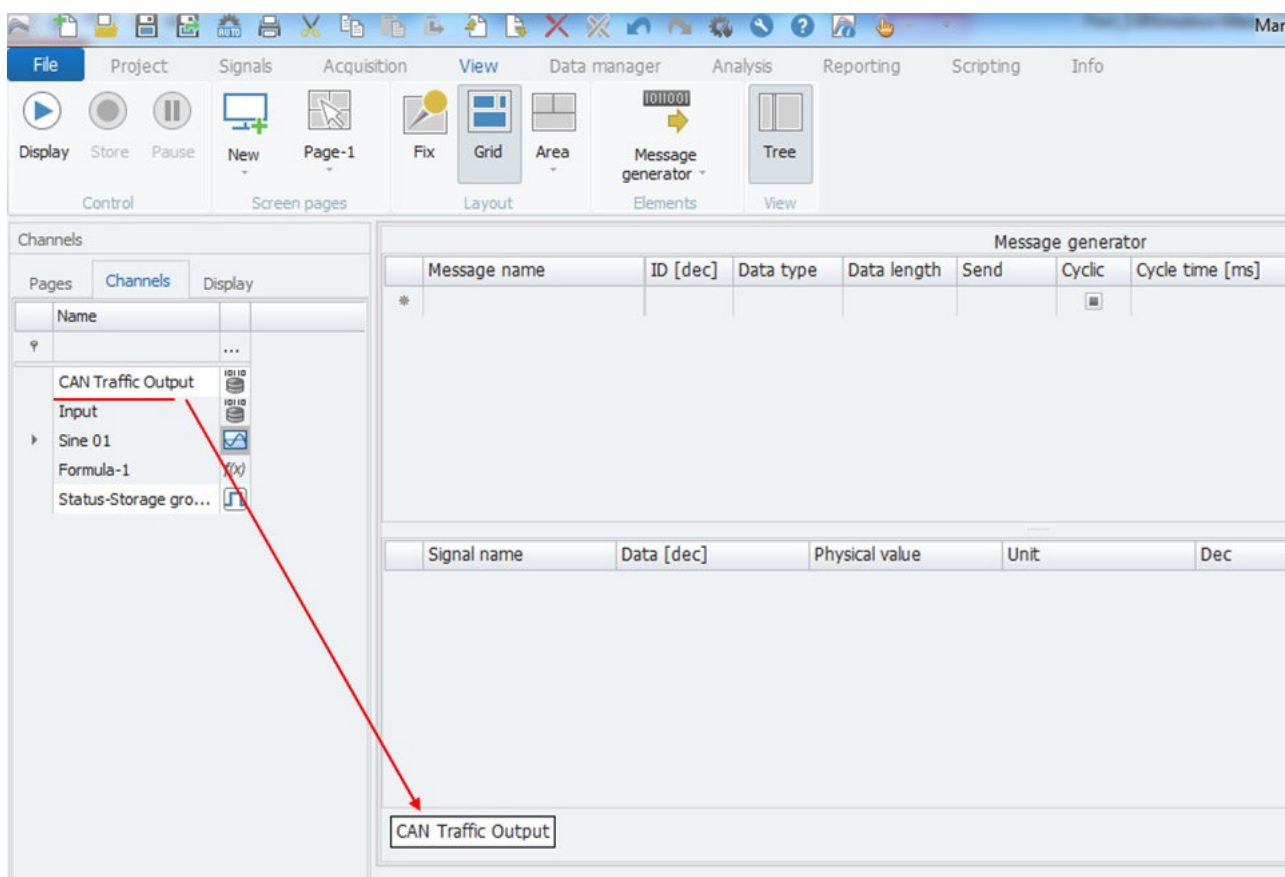 AUTO
Mar
File Project Signals Acquisition View Data manager Analysis Reporting Scripting Info
1011001
Display Store Pause New Page-1 Fix Grid Area Message generator Tree
Control Screen pages Layout Elements View
Channels
Pages Channels Display
Name
...
CAN Traffic Output
Input
Sine 01
Formula-1 f(x)
Status-Storage gro...
Message generator
Message name ID [dec] Data type Data length Send Cyclic Cycle time [ms]
Signal name Data [dec] Physical value Unit Dec
CAN Traffic Output